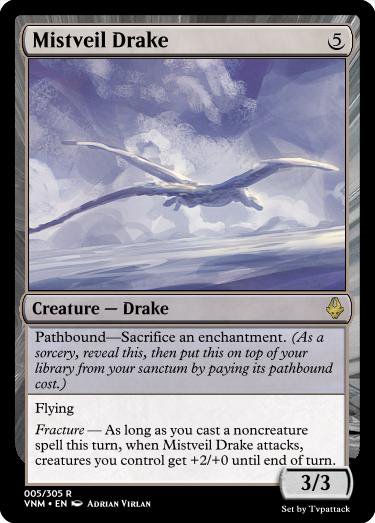 Mistveil Drake
5
Creature — Drake
Pathbound—Sacrifice an enchantment. (As a
sorcery, reveal this, then put this on top of your
library from your sanctum by paying its pathbound
cost.)
Flying
Fracture — As long as you cast a noncreature
spell this turn, when Mistveil Drake attacks,
creatures you control get +2/+0 until end of turn.
3/3
005/305 R
VNM • EN Adrian Virlan
Set by Tvpattack